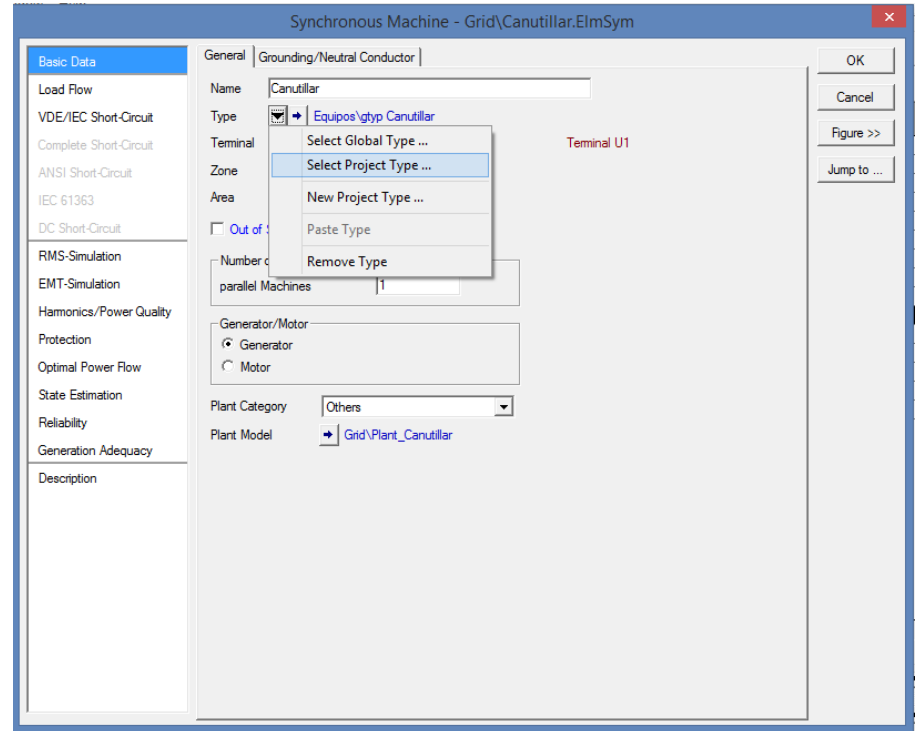 Synchronous Machine - Grid\Canutillar.ElmSym
Basic Data
Load Flow
VDE/IEC Short-Circuit
Complete Short-Circuit
ANSI Short-Circuit
IEC 61363
DC Short-Circuit
RMS-Simulation
EMT-Simulation
Harmonics/Power Quality
Protection
Optimal Power Flow
State Estimation
Reliability
Generation Adequacy
Description
General
Grounding/Neutral Conductor
Name Canutillar
Type Equipos\gtyp Canutillar
Terminal Terminal U1
Zone
Area
Select Global Type ...
Select Project Type ...
New Project Type ...
Paste Type
Remove Type
Out of
Number
parallel Machines 1
Generator/Motor
Generator
Motor
Plant Category Others
Plant Model Grid\Plant_Canutillar
OK
Cancel
Figure >>
Jump to ...